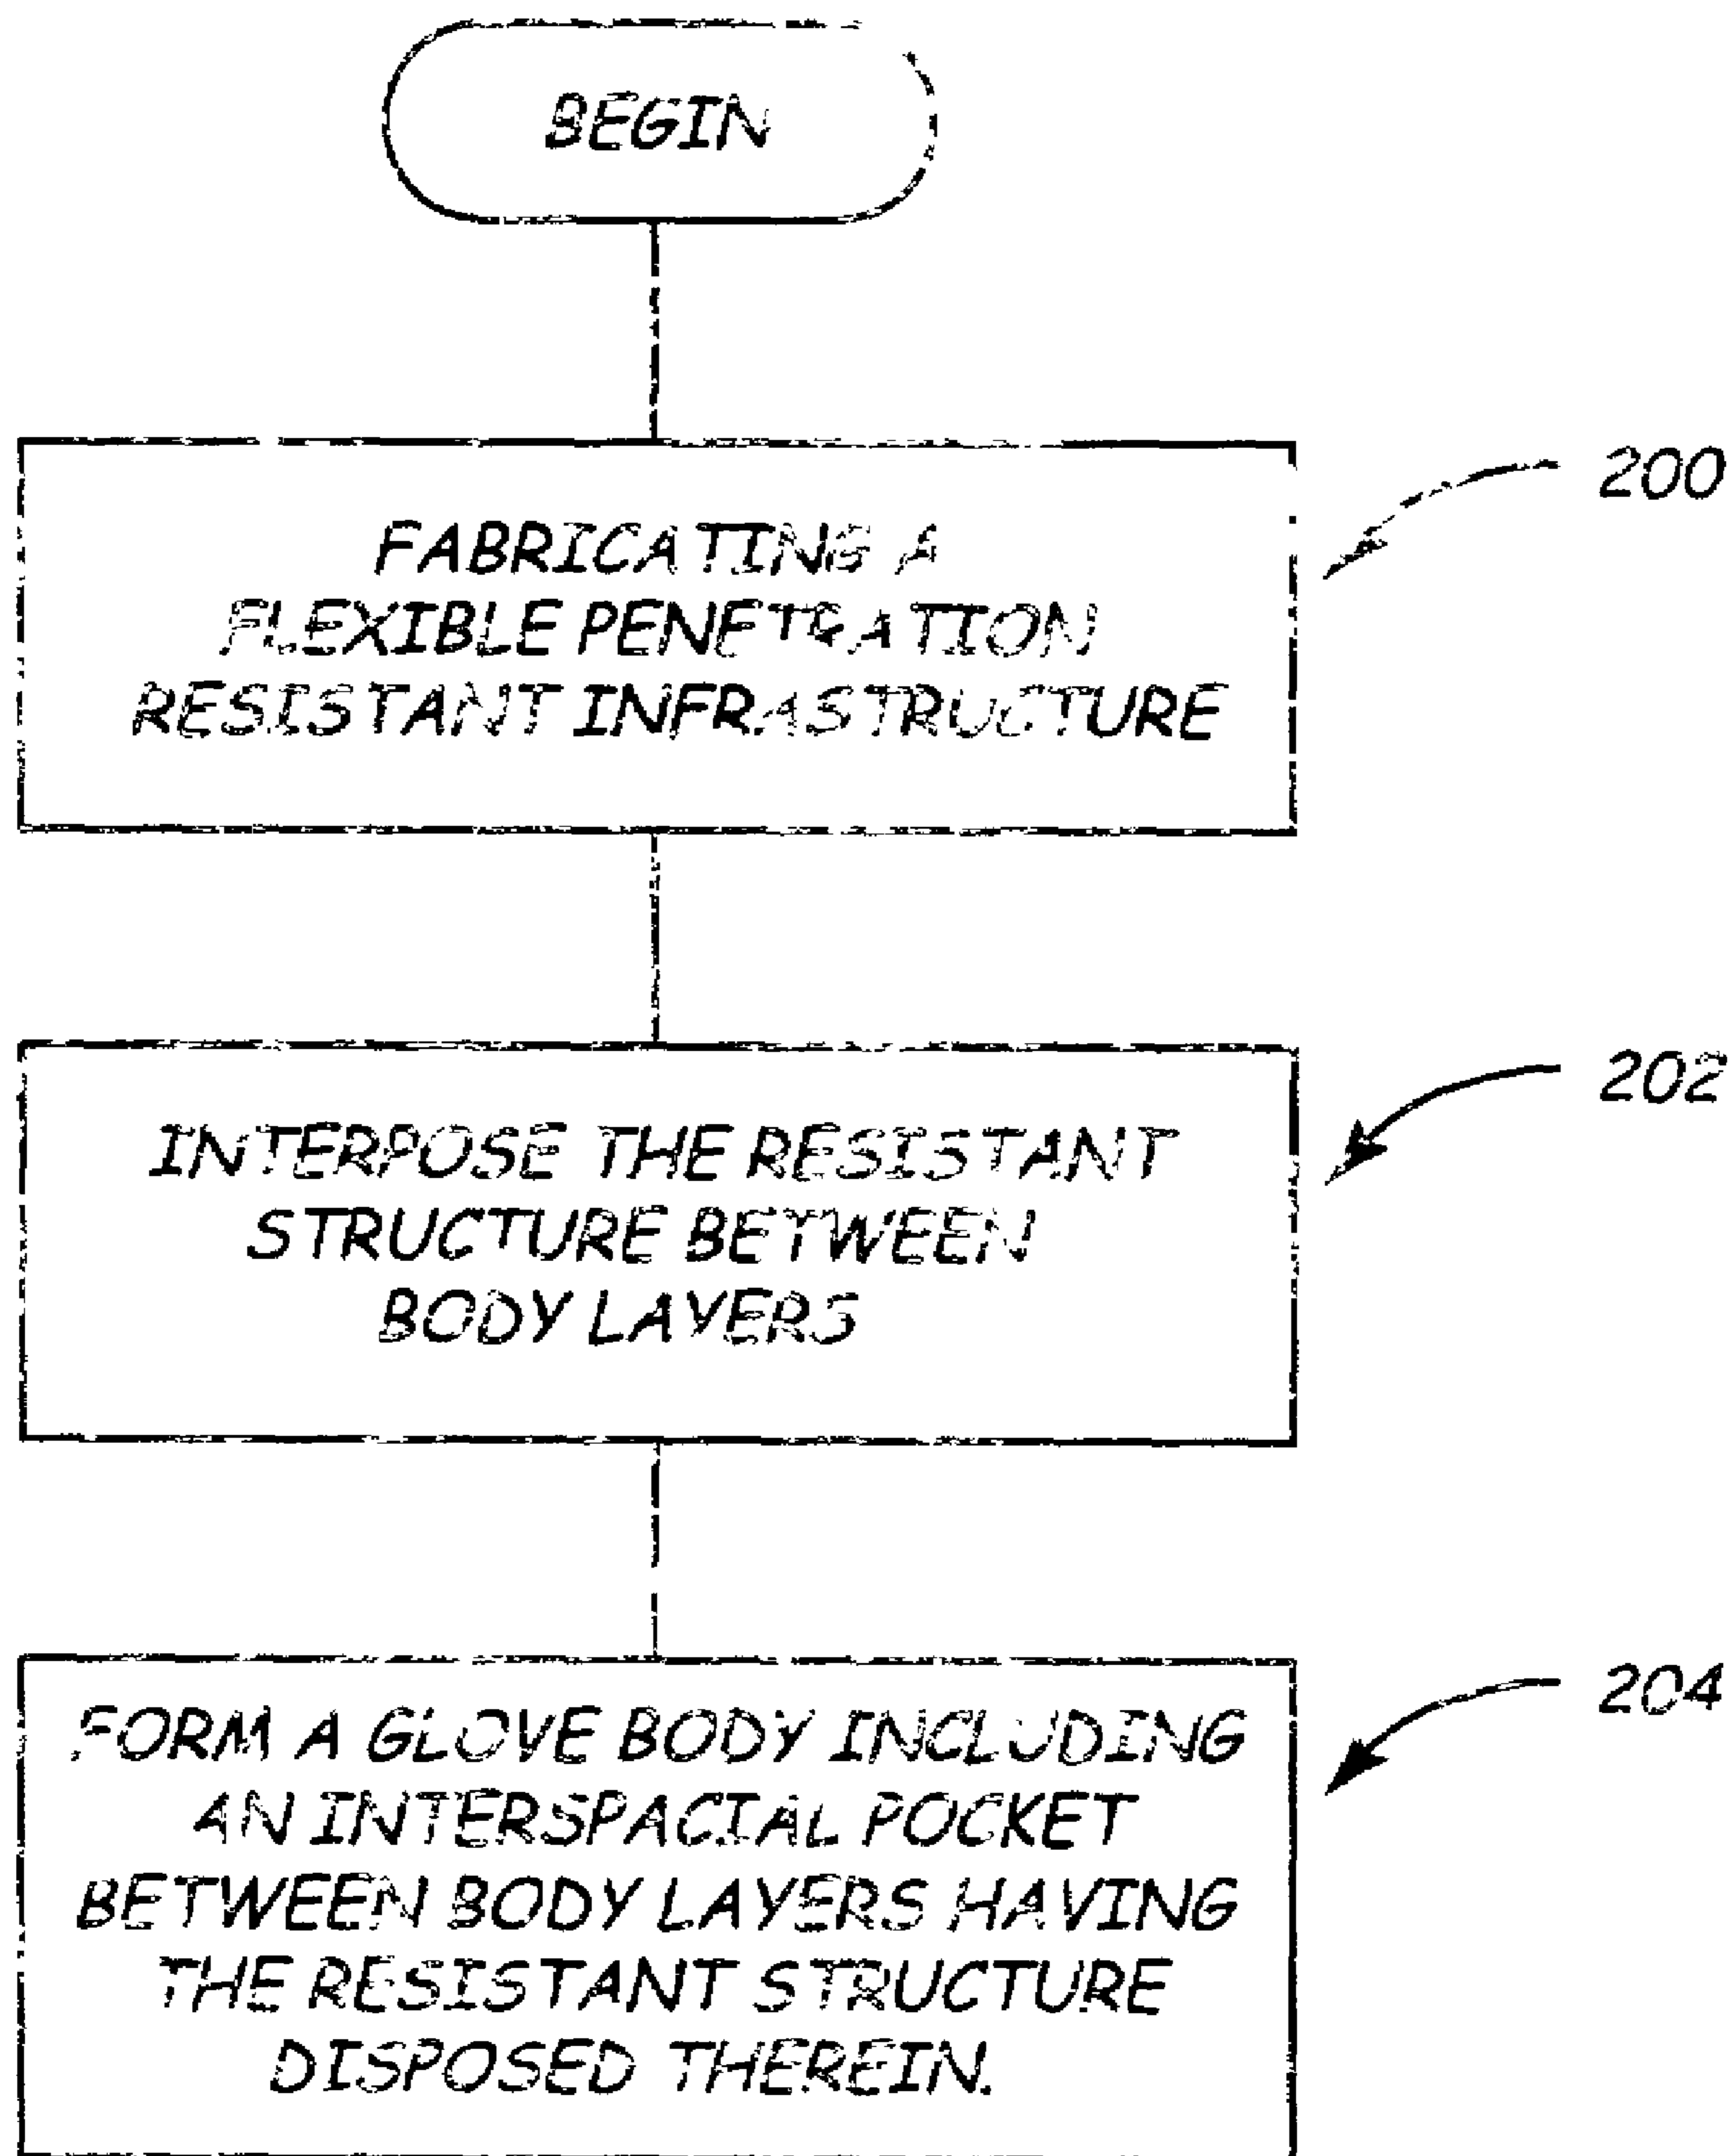 BEGIN
200
FABRICATING A
FLEXIBLE PENETRATION
RESISTANT INFRASTRUCTURE
202
INTERPOSE THE RESISTANT
STRUCTURE BETWEEN
BODY LAYERS
204
FORM A GLOVE BODY INCLUDING
AN INTERSPACIAL POCKET
BETWEEN BODY LAYERS HAVING
THE RESISTANT STRUCTURE
DISPOSED THEREIN.